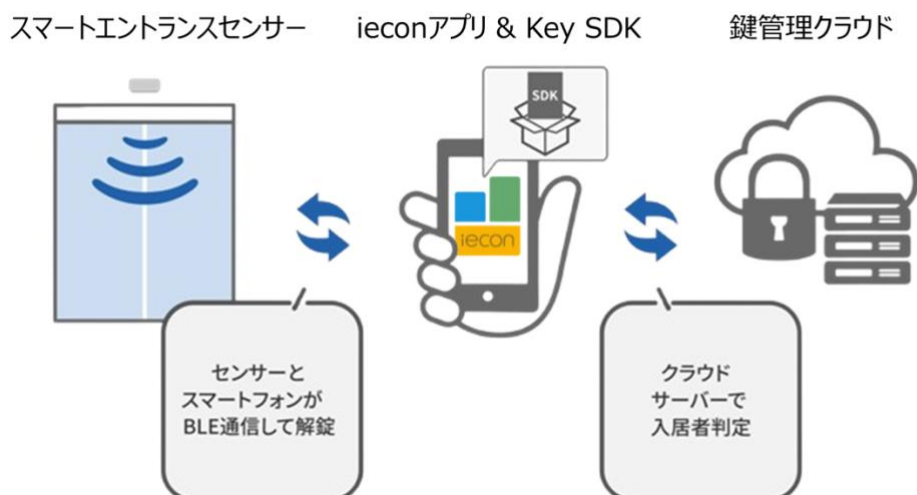 スマートエントランスセンサー
ieconアプリ & Key SDK
鍵管理クラウド
SDK
iecon
センサーと
スマートフォンが
BLE通信して解錠
クラウド
サーバーで
入居者判定